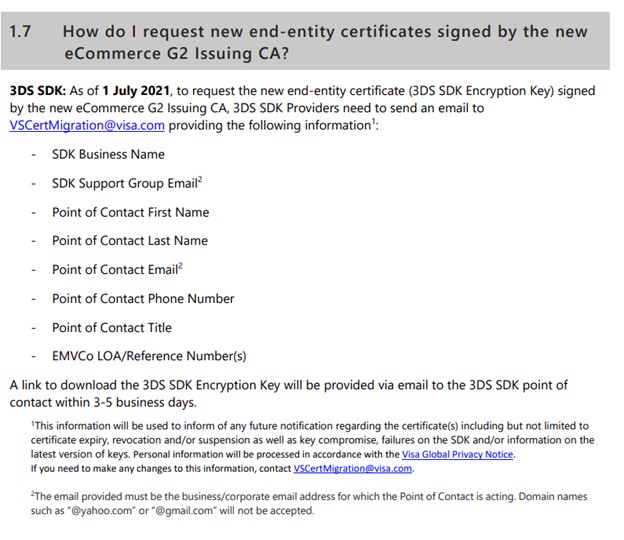 1.7 How do I request new end-entity certificates signed by the new
eCommerce G2 Issuing CA?
3DS SDK: As of 1 July 2021, to request the new end-entity certificate (3DS SDK Encryption Key) signed
by the new eCommerce G2 Issuing CA, 3DS SDK Providers need to send an email to
VSCertMigration@visa.com providing the following information¹:
- SDK Business Name
- SDK Support Group Email²
- Point of Contact First Name
- Point of Contact Last Name
- Point of Contact Email²
- Point of Contact Phone Number
- Point of Contact Title
- EMVCo LOA/Reference Number(s)
A link to download the 3DS SDK Encryption Key will be provided via email to the 3DS SDK point of
contact within 3-5 business days.
¹This information will be used to inform of any future notification regarding the certificate(s) including but not limited to
certificate expiry, revocation and/or suspension as well as key compromise, failures on the SDK and/or information on the
latest version of keys. Personal information will be processed in accordance with the Visa Global Privacy Notice.
If you need to make any changes to this information, contact VSCertMigration@visa.com.
²The email provided must be the business/corporate email address for which the Point of Contact is acting. Domain names
such as "@yahoo.com" or "@gmail.com" will not be accepted.